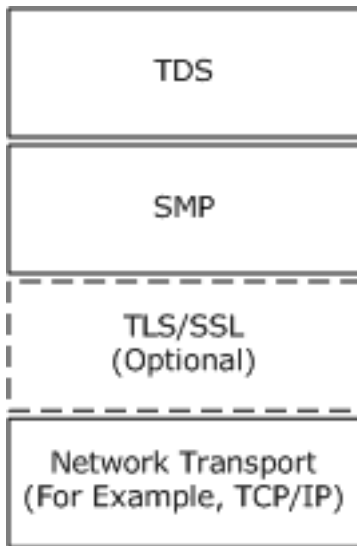 TDS
SMP
TLS/SSL
(Optional)
Network Transport
(For Example, TCP/IP)